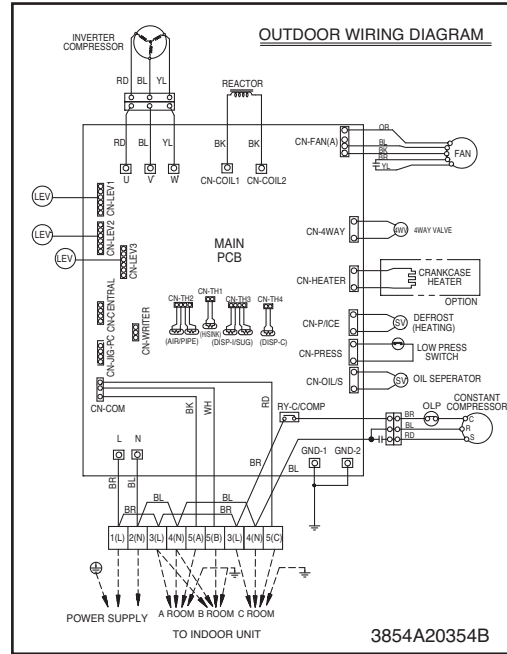 OUTDOOR WIRING DIAGRAM
INVERTER
COMPRESSOR
RD BL YL
REACTOR
RD BL YL
BK BK
U V W
CN-COIL1 CN-COIL2
CN-FAN(A)
OR
BL
BK
BR
YL
FAN
LEV
CN-LEV1
LEV
CN-LEV2
LEV
CN-LEV3
MAIN
PCB
CN-4WAY
4WV
4WAY VALVE
CN-HEATER
CRANKCASE
HEATER
OPTION
CN-CENTRAL
CN-WRITER
CN-JIG-PC
CN-TH2 CN-TH1 CN-TH3 CN-TH4
(AIR/PIPE) (H/SINK) (DISP-I/SUG) (DISP-C)
CN-P/ICE
SV
DEFROST
(HEATING)
CN-PRESS
LOW PRESS
SWITCH
CN-OIL/S
SV
OIL SEPERATOR
CN-COM
BK WH RD
RY-C/COMP
OLP
CONSTANT
COMPRESSOR
BR
BL
RD
C
R
S
L N
GND-1 GND-2
BR BL
BR BL
BL BL
BR BR
1(L) 2(N) 3(L) 4(N) 5(A) 5(B) 3(L) 4(N) 5(C)
POWER SUPPLY
A ROOM B ROOM C ROOM
TO INDOOR UNIT
3854A20354B